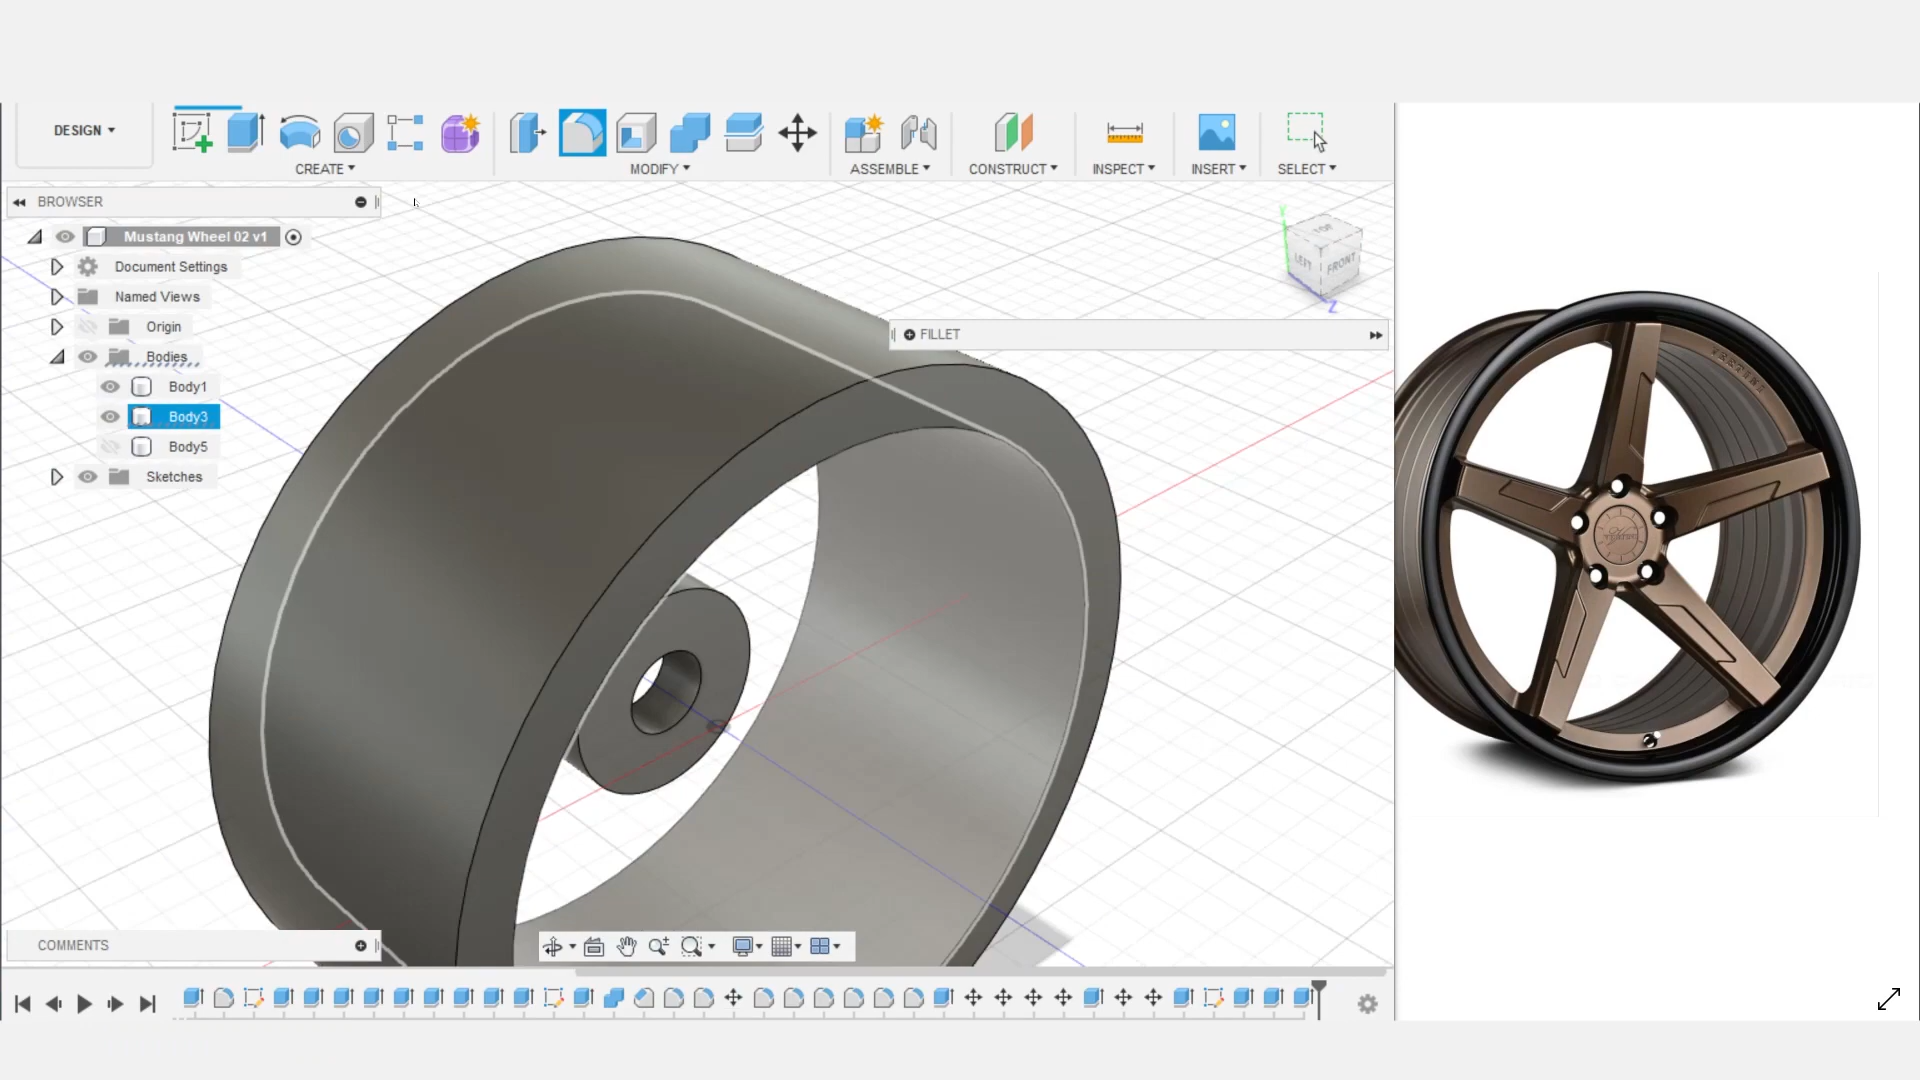 DESIGN
CREATE
MODIFY
ASSEMBLE
CONSTRUCT
INSPECT
INSERT
SELECT
BROWSER
Mustang Wheel 02 v1
Document Settings
Named Views
Origin
Bodies
Body1
Body3
Body5
Sketches
Y
TOP
LEFT
FRONT
Z
FILLET
COMMENTS